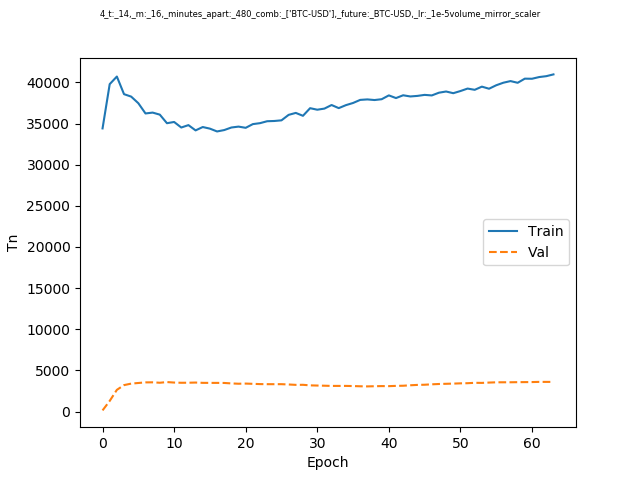 4_t:_14,_m:_16,_minutes_apart:_480_comb:_['BTC-USD'],_future:_BTC-USD,_lr:_1e-5volume_mirror_scaler
40000
35000
30000
25000
20000
15000
10000
5000
0
Tn
Train
Val
0 10 20 30 40 50 60
Epoch